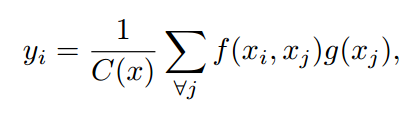 y_i = \frac{1}{C(x)} \sum_{\forall j} f(x_i, x_j) g(x_j),